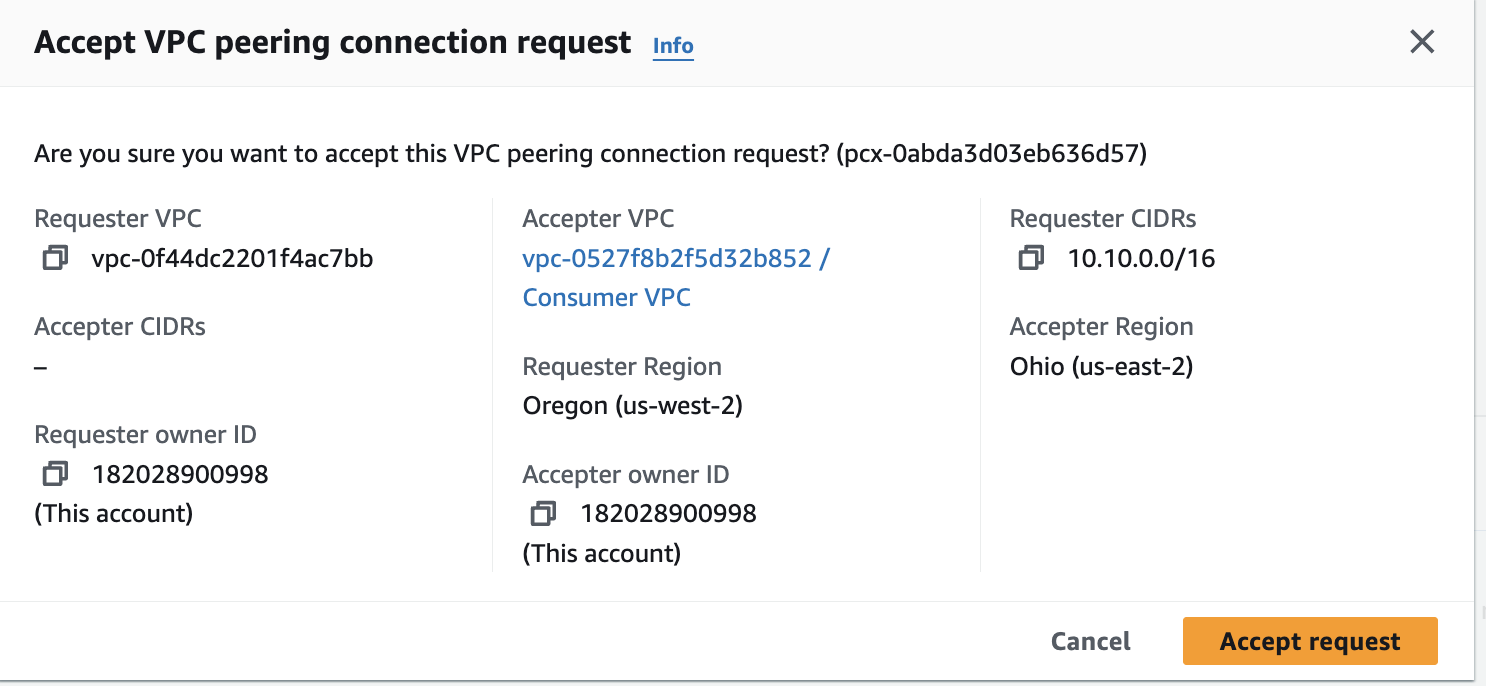 Accept VPC peering connection request Info
Are you sure you want to accept this VPC peering connection request? (pcx-0abda3d03eb636d57)
Requester VPC
vpc-0f44dc2201f4ac7bb
Accepter CIDRs
–
Requester owner ID
182028900998
(This account)
Accepter VPC
vpc-0527f8b2f5d32b852 /
Consumer VPC
Requester Region
Oregon (us-west-2)
Accepter owner ID
182028900998
(This account)
Requester CIDRs
10.10.0.0/16
Accepter Region
Ohio (us-east-2)
Cancel
Accept request